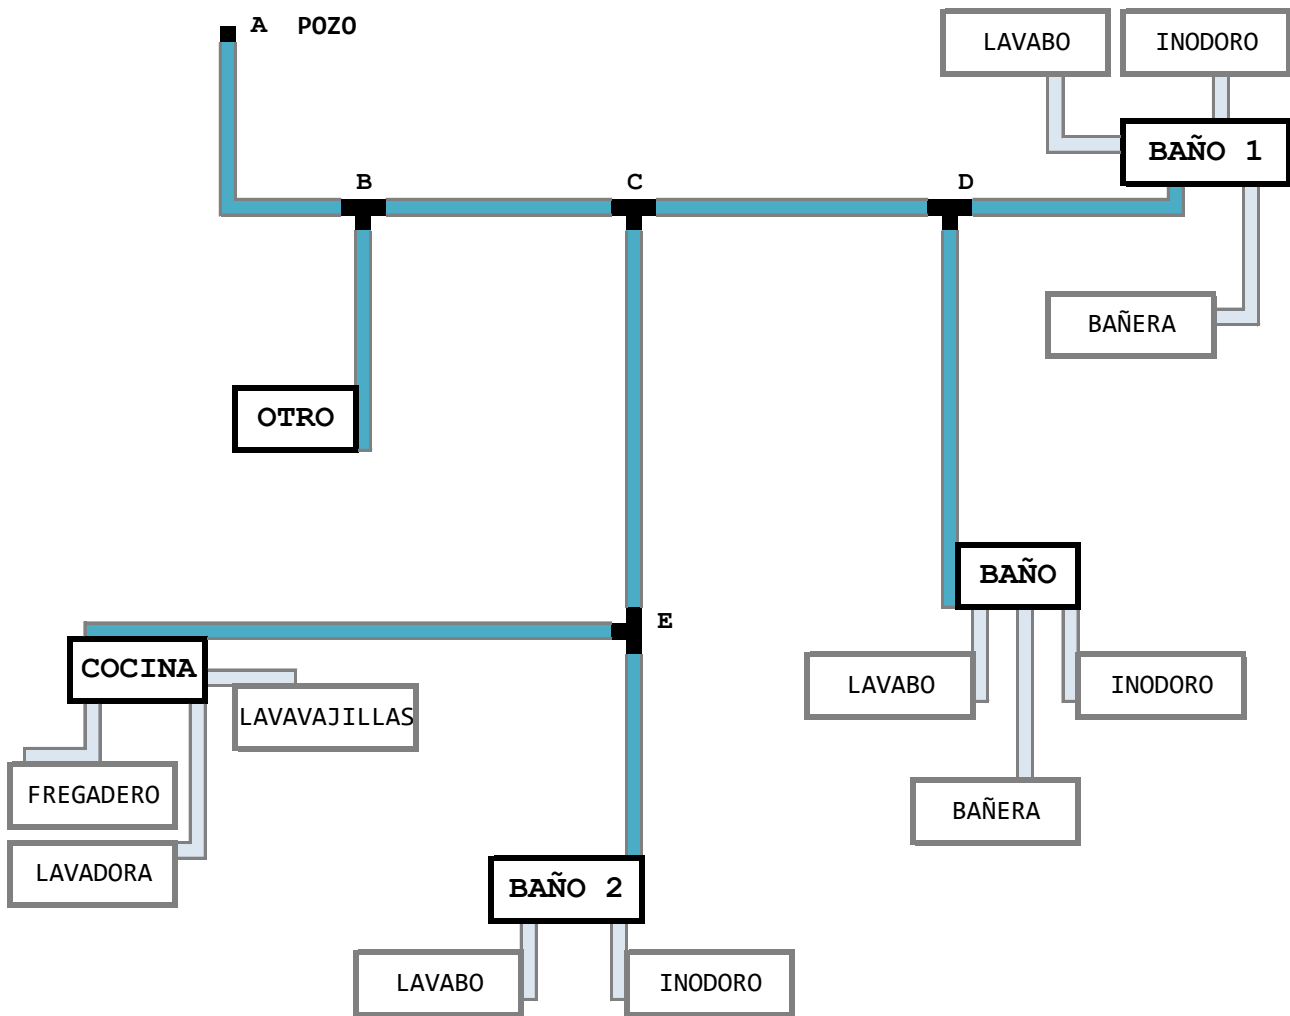 A POZO
LAVABO
INODORO
BAÑO 1
B
C
D
BAÑERA
OTRO
BAÑO
E
COCINA
LAVABO
INODORO
LAVAVAJILLAS
FREGADERO
BAÑERA
LAVADORA
BAÑO 2
LAVABO
INODORO